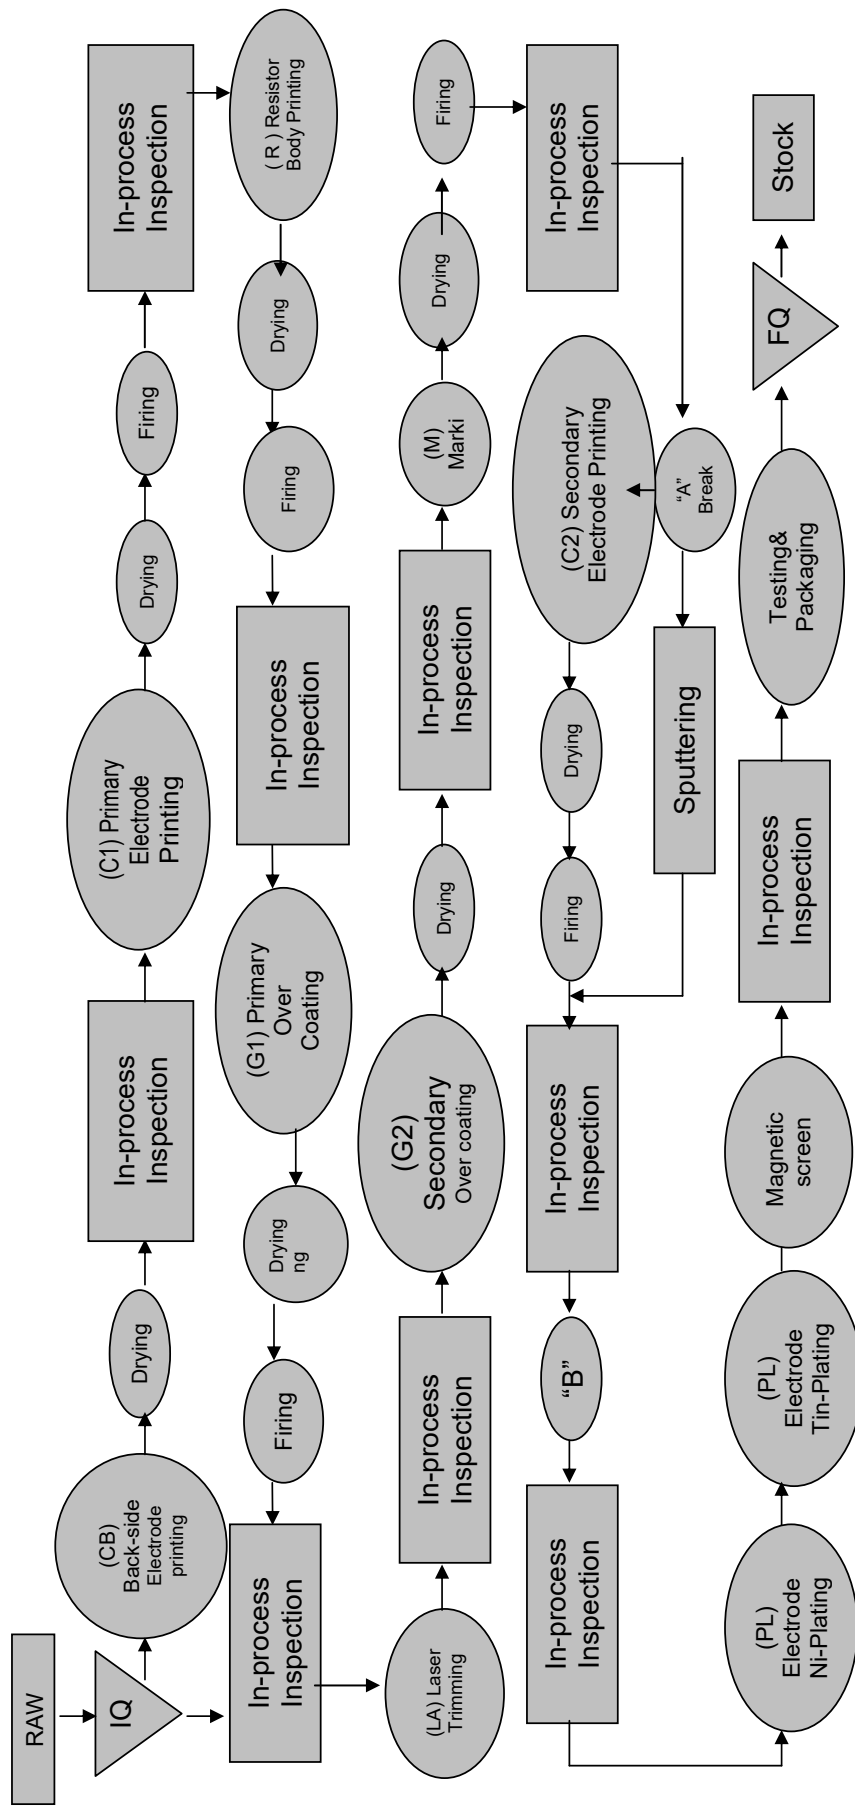 RAW
IQ
(CB)
Back-side
Electrode
printing
Drying
In-process
Inspection
(C1) Primary
Electrode
Printing
Drying
Firing
In-process
Inspection
( R ) Resistor
Body Printing
Drying
Firing
In-process
Inspection
(G1) Primary
Over
Coating
Drying
ng
Firing
In-process
Inspection
(LA) Laser
Trimming
In-process
Inspection
(G2)
Secondary
Over coating
Drying
In-process
Inspection
(M)
Marki
Drying
Firing
In-process
Inspection
"A"
Break
(C2) Secondary
Electrode Printing
Drying
Firing
Sputtering
In-process
Inspection
"B"
In-process
Inspection
(PL)
Electrode
Ni-Plating
(PL)
Electrode
Tin-Plating
Magnetic
screen
In-process
Inspection
Testing&
Packaging
FQ
Stock